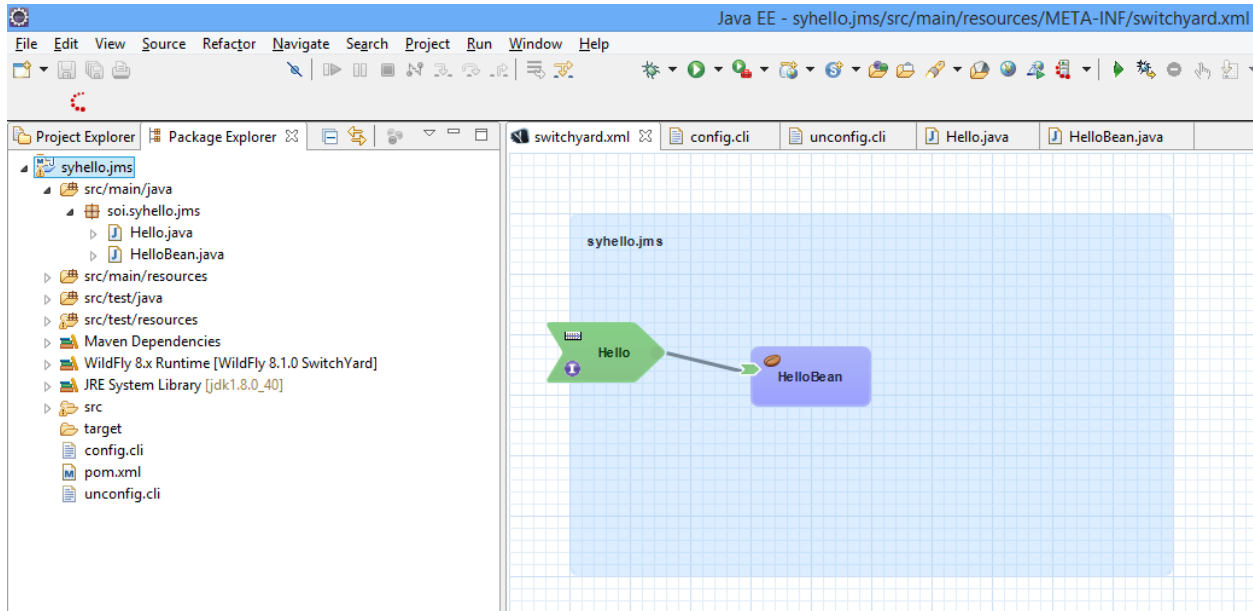 Java EE - syhello.jms/src/main/resources/META-INF/switchyard.xml
File Edit View Source Refactor Navigate Search Project Run Window Help
Project Explorer Package Explorer
switchyard.xml config.cli unconfig.cli Hello.java HelloBean.java
syhello.jms
src/main/java
soi.syhello.jms
Hello.java
HelloBean.java
src/main/resources
src/test/java
src/test/resources
Maven Dependencies
WildFly 8.x Runtime [WildFly 8.1.0 SwitchYard]
JRE System Library [jdk1.8.0_40]
src
target
config.cli
pom.xml
unconfig.cli
syhello.jms
Hello
HelloBean